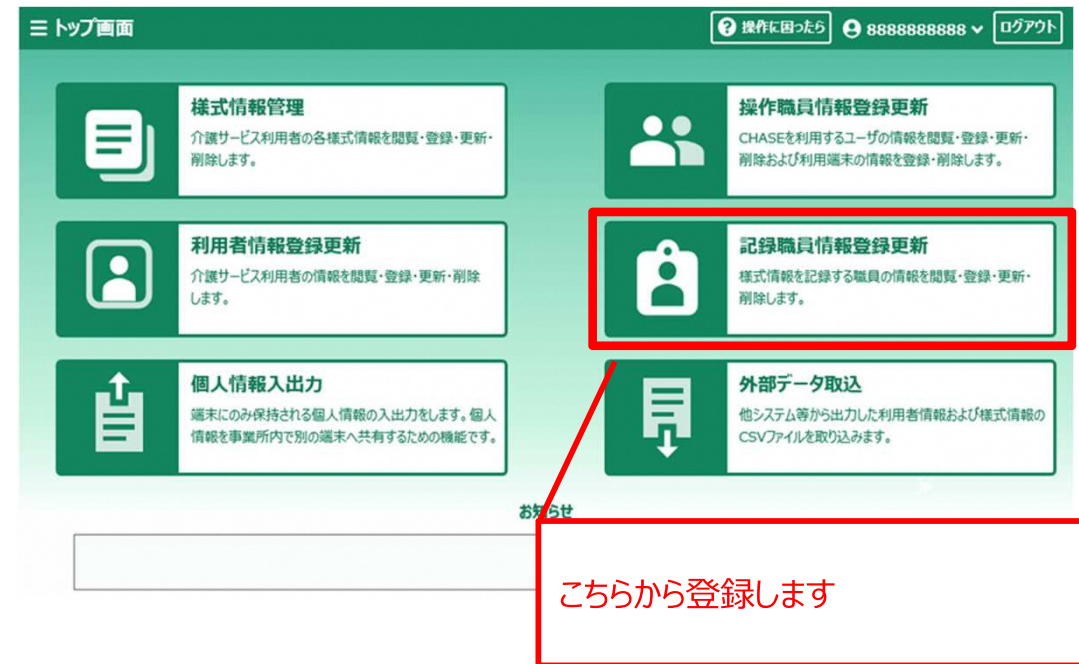 トップ画面
操作に困ったら
8888888888
ログアウト
様式情報管理
介護サービス利用者の各様式情報を閲覧・登録・更新・
削除します。
操作職員情報登録更新
CHASEを利用するユーザの情報を閲覧・登録・更新・
削除および利用端末の情報を登録・削除します。
利用者情報登録更新
介護サービス利用者の情報を閲覧・登録・更新・削除
します。
記録職員情報登録更新
様式情報を記録する職員の情報を閲覧・登録・更新・
削除します。
個人情報入出力
端末にのみ保持される個人情報の入出力をします。個人
情報を事業所内で別の端末へ共有するための機能です。
外部データ取込
他システム等から出力した利用者情報および様式情報の
CSVファイルを取り込みます。
お知らせ
こちらから登録します